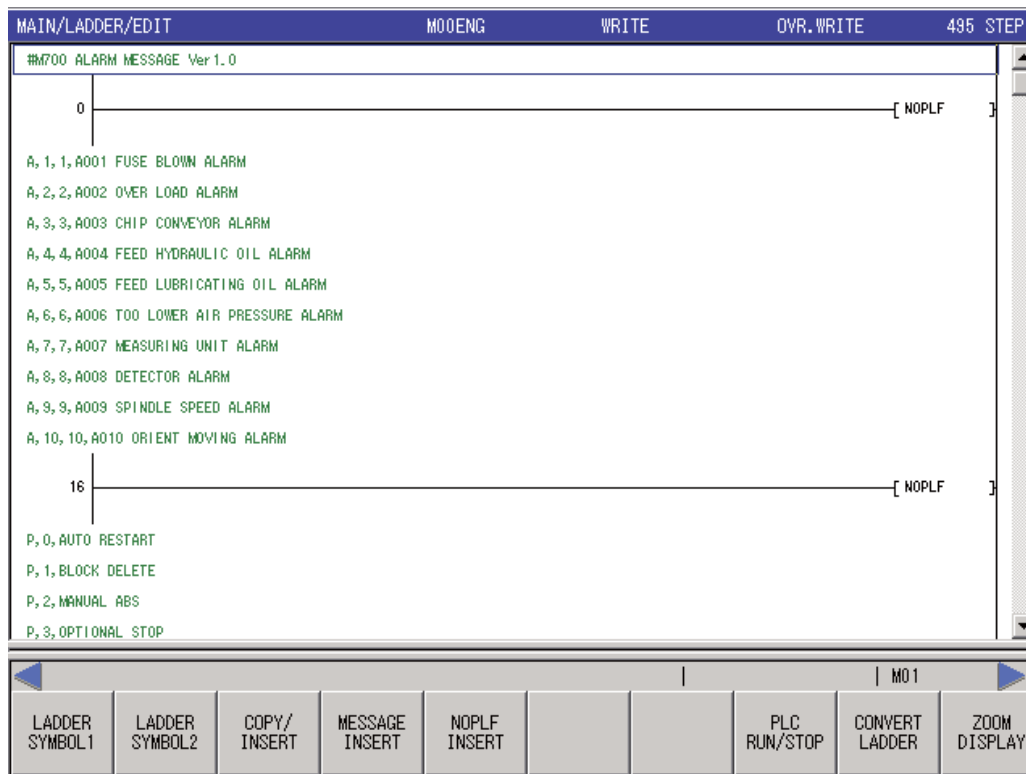 MAIN/LADDER/EDIT M00ENG WRITE OVR.WRITE 495 STEP
#M700 ALARM MESSAGE Ver1.0
0 [ NOPLF ]
A,1,1,A001 FUSE BLOWN ALARM
A,2,2,A002 OVER LOAD ALARM
A,3,3,A003 CHIP CONVEYOR ALARM
A,4,4,A004 FEED HYDRAULIC OIL ALARM
A,5,5,A005 FEED LUBRICATING OIL ALARM
A,6,6,A006 TOO LOWER AIR PRESSURE ALARM
A,7,7,A007 MEASURING UNIT ALARM
A,8,8,A008 DETECTOR ALARM
A,9,9,A009 SPINDLE SPEED ALARM
A,10,10,A010 ORIENT MOVING ALARM
16 [ NOPLF ]
P,0,AUTO RESTART
P,1,BLOCK DELETE
P,2,MANUAL ABS
P,3,OPTIONAL STOP
| | M01
LADDER SYMBOL1
LADDER SYMBOL2
COPY/ INSERT
MESSAGE INSERT
NOPLF INSERT
PLC RUN/STOP
CONVERT LADDER
ZOOM DISPLAY